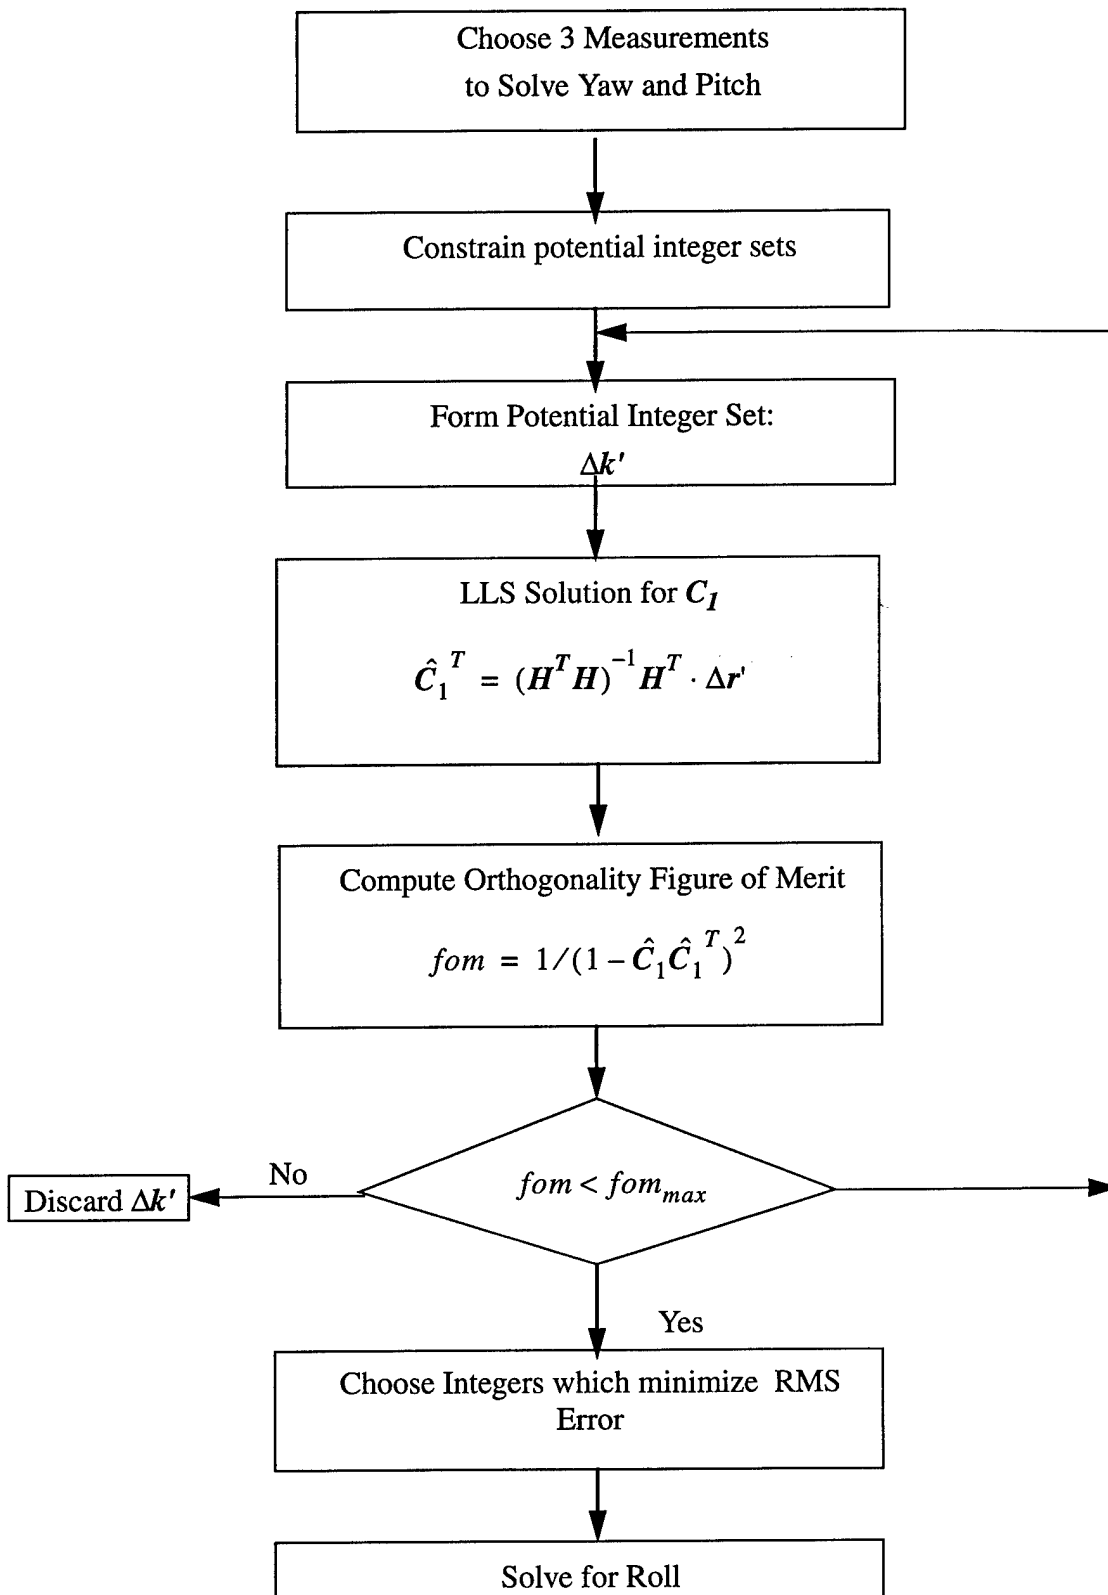 Choose 3 Measurements
to Solve Yaw and Pitch
Constrain potential integer sets
Form Potential Integer Set:
Δk'
LLS Solution for C₁
Ĉ₁ᵀ = (HᵀH)⁻¹Hᵀ · Δr'
Compute Orthogonality Figure of Merit
fom = 1/(1 – Ĉ₁Ĉ₁ᵀ)²
No
Discard Δk'
fom < fom_max
Yes
Choose Integers which minimize RMS
Error
Solve for Roll